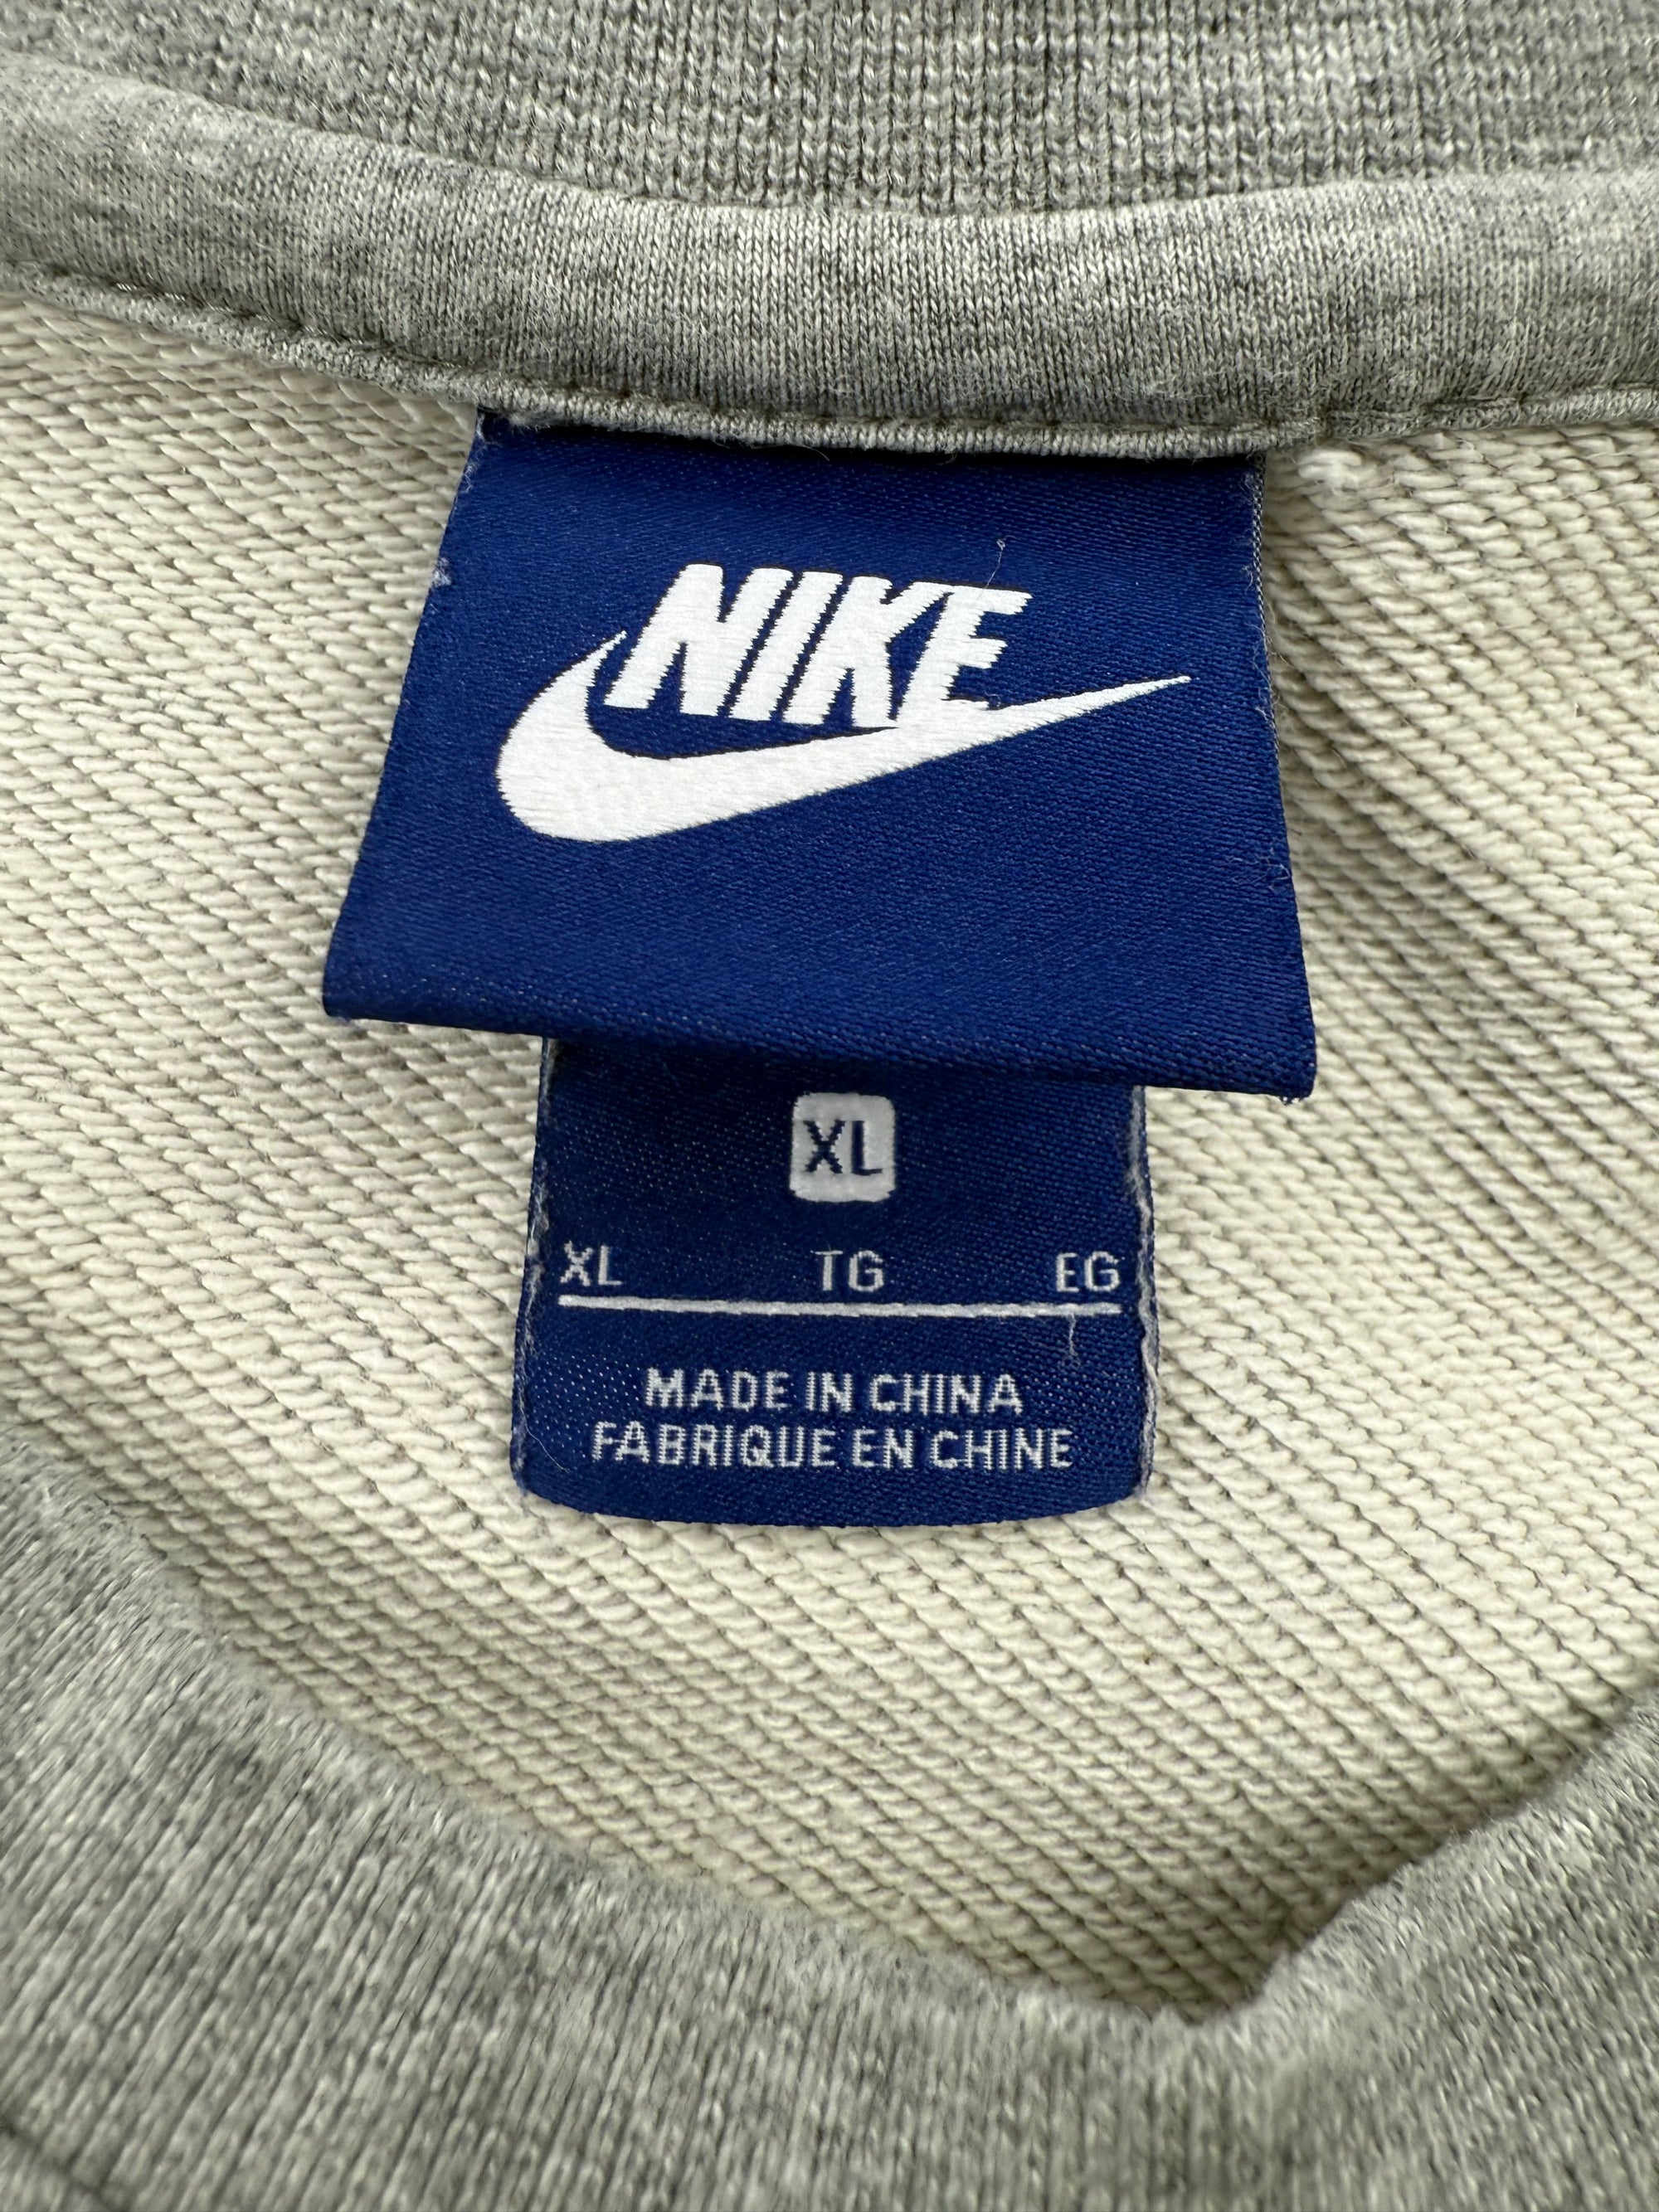 NIKE
XL
XL TG EG
MADE IN CHINA
FABRIQUE EN CHINE